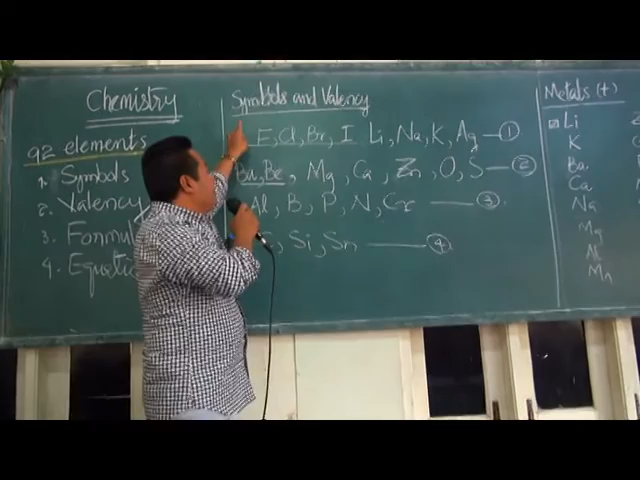 Chemistry
92 elements
1. Symbols
2. Valency
3. Formul
4. Equati
Symbols and Valency
F, Cl, Br, I Li, Na, K, Ag — 1
Ba, Be, Mg, Ca, Zn, O, S — 2
Al, B, P, N, Cr — 3
Si, Sn — 4
Metals (+)
Li
K
Ba
Ca
Na
Mg
Al
Mn